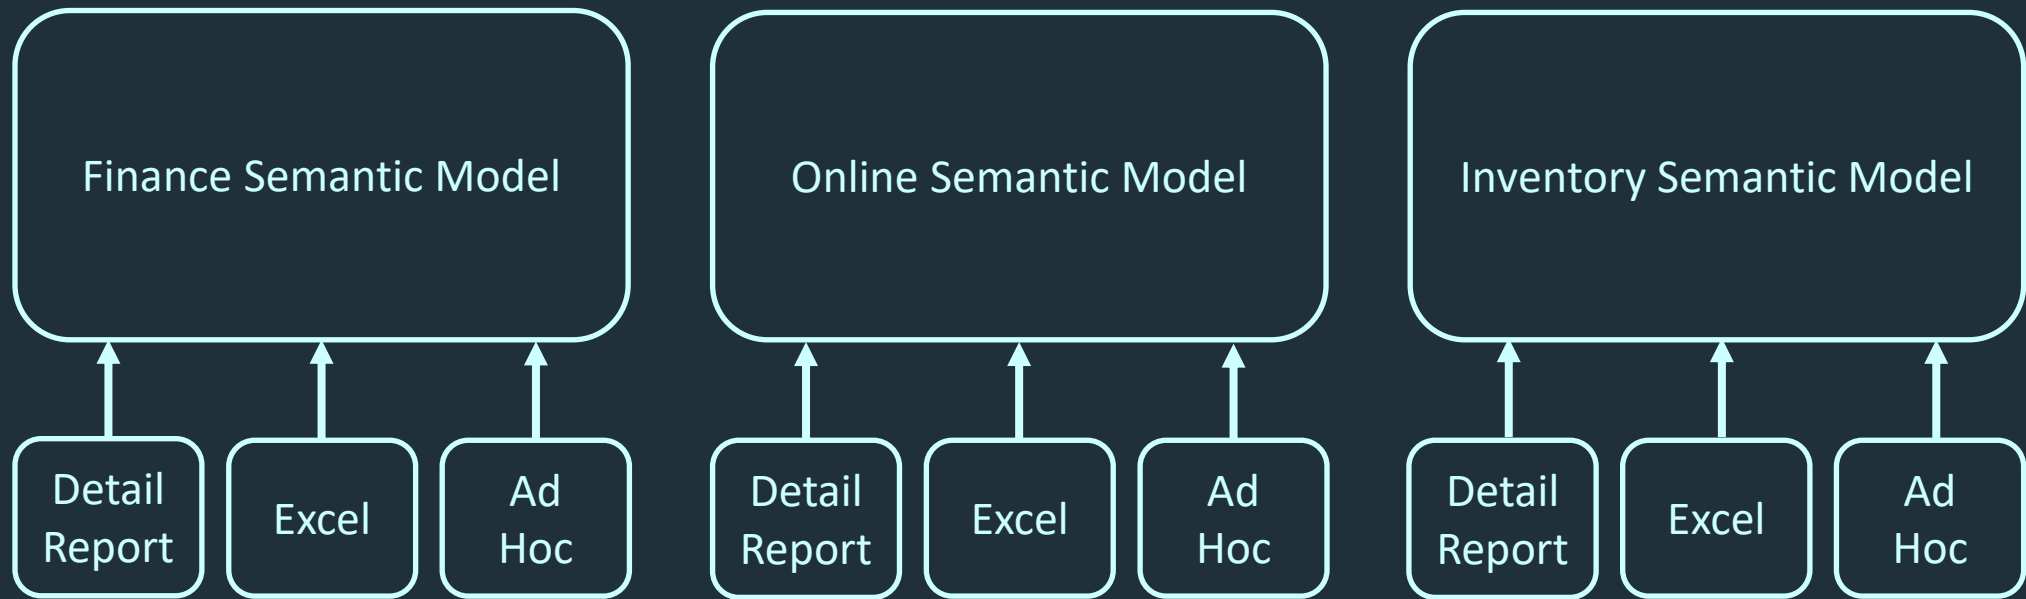 Finance Semantic Model
Online Semantic Model
Inventory Semantic Model
Detail
Report
Excel
Ad
Hoc
Detail
Report
Excel
Ad
Hoc
Detail
Report
Excel
Ad
Hoc